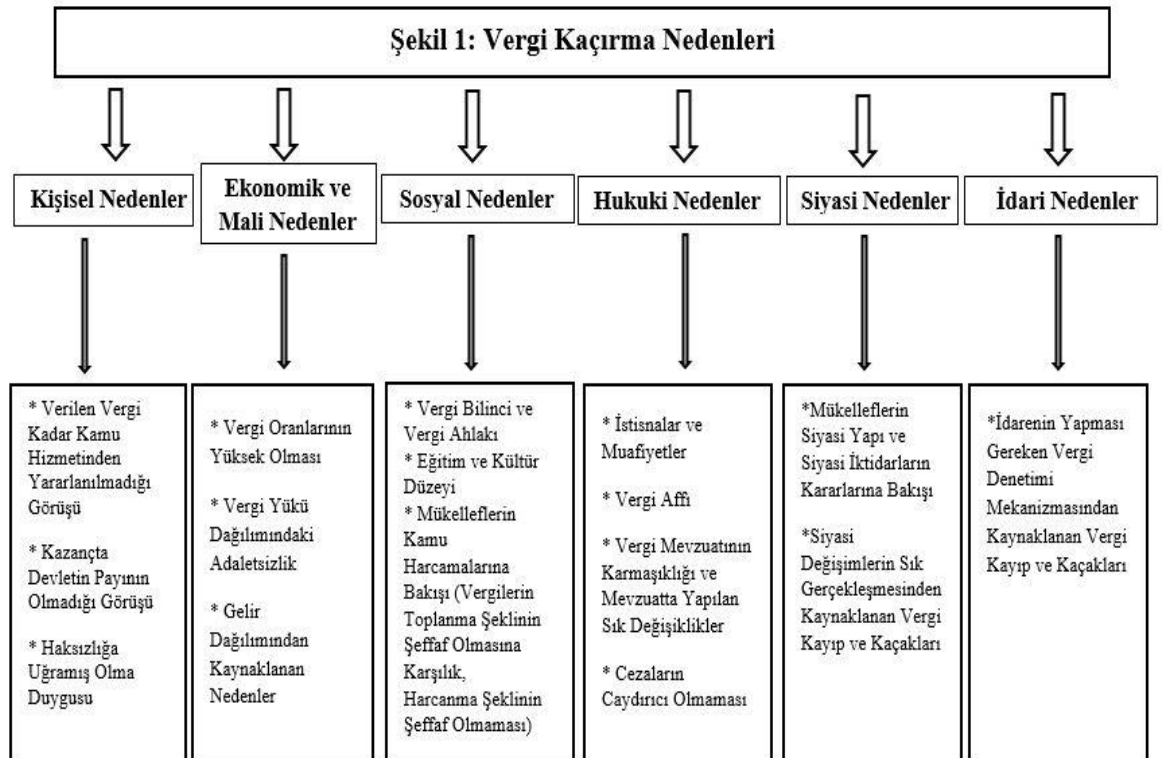 Şekil 1: Vergi Kaçırma Nedenleri
Kişisel Nedenler
Ekonomik ve
Mali Nedenler
Sosyal Nedenler
Hukuki Nedenler
Siyasi Nedenler
İdari Nedenler
* Verilen Vergi
Kadar Kamu
Hizmetinden
Yararlanılmadığı
Görüşü
* Kazançta
Devletin Payının
Olmadığı Görüşü
* Haksızlığa
Uğramış Olma
Duygusu
* Vergi Oranlarının
Yüksek Olması
* Vergi Yükü
Dağılımındaki
Adaletsizlik
* Gelir
Dağılımından
Kaynaklanan
Nedenler
* Vergi Bilinci ve
Vergi Ahlakı
* Eğitim ve Kültür
Düzeyi
* Mükelleflerin
Kamu
Harcamalarına
Bakışı (Vergilerin
Toplanma Şeklinin
Şeffaf Olmasına
Karşılık,
Harcanma Şeklinin
Şeffaf Olmaması)
* İstisnalar ve
Muafiyetler
* Vergi Affı
* Vergi Mevzuatının
Karmaşıklığı ve
Mevzuatta Yapılan
Sık Değişiklikler
* Cezaların
Caydırıcı Olmaması
*Mükelleflerin
Siyasi Yapı ve
Siyasi İktidarların
Kararlarına Bakışı
*Siyasi
Değişimlerin Sık
Gerçekleşmesinden
Kaynaklanan Vergi
Kayıp ve Kaçakları
*İdarenin Yapması
Gereken Vergi
Denetimi
Mekanizmasından
Kaynaklanan Vergi
Kayıp ve Kaçakları